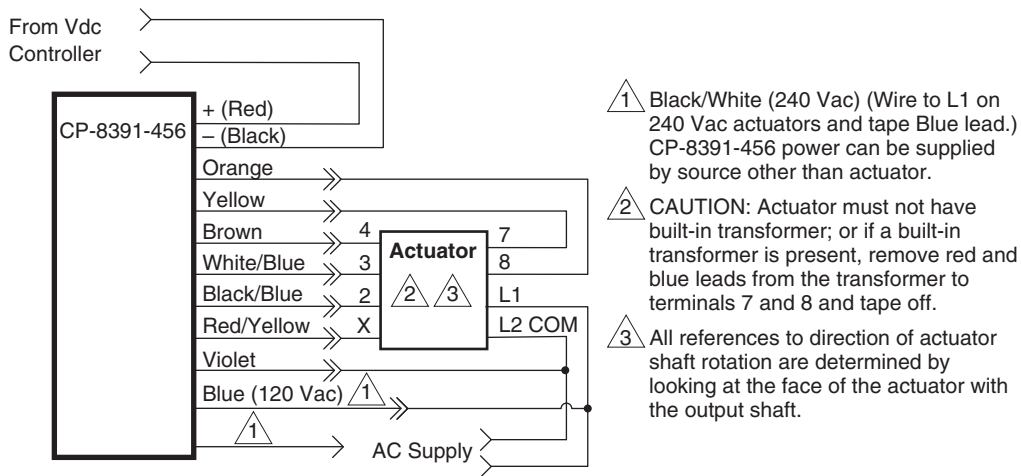 From Vdc
Controller
CP-8391-456
+ (Red)
– (Black)
Orange
Yellow
Brown
White/Blue
Black/Blue
Red/Yellow
Violet
Blue (120 Vac) 1
1
4
3
2
X
Actuator
2 3
7
8
L1
L2 COM
AC Supply
1 Black/White (240 Vac) (Wire to L1 on
240 Vac actuators and tape Blue lead.)
CP-8391-456 power can be supplied
by source other than actuator.
2 CAUTION: Actuator must not have
built-in transformer; or if a built-in
transformer is present, remove red and
blue leads from the transformer to
terminals 7 and 8 and tape off.
3 All references to direction of actuator
shaft rotation are determined by
looking at the face of the actuator with
the output shaft.